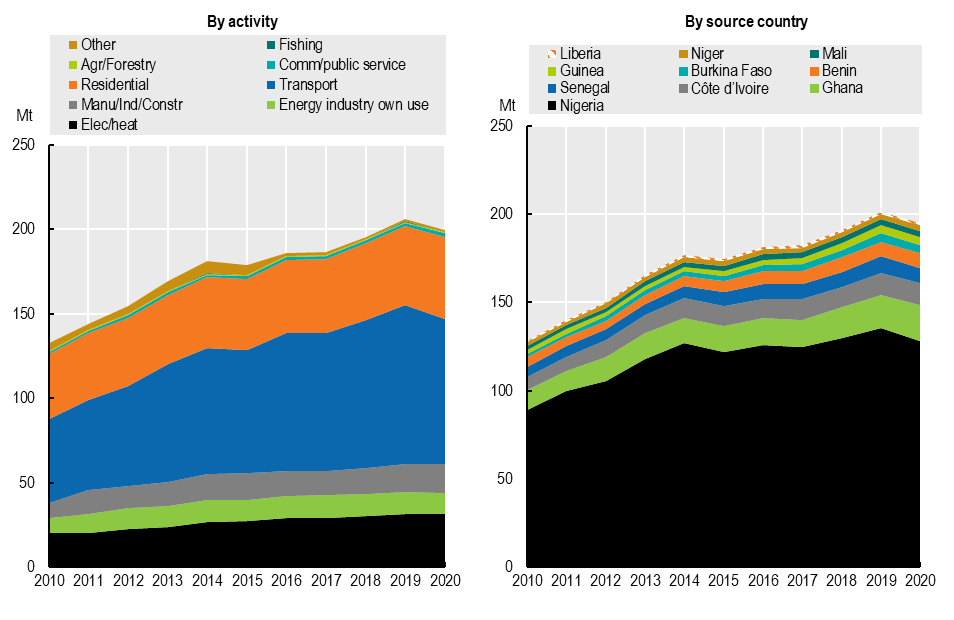 By activity
Other Fishing
Agr/Forestry Comm/public service
Residential Transport
Manu/Ind/Constr Energy industry own use
Elec/heat
Mt
250
200
150
100
50
0
2010 2011 2012 2013 2014 2015 2016 2017 2018 2019 2020
By source country
Liberia Niger Mali
Guinea Burkina Faso Benin
Senegal Côte d'Ivoire Ghana
Nigeria
Mt
250
200
150
100
50
0
2010 2011 2012 2013 2014 2015 2016 2017 2018 2019 2020